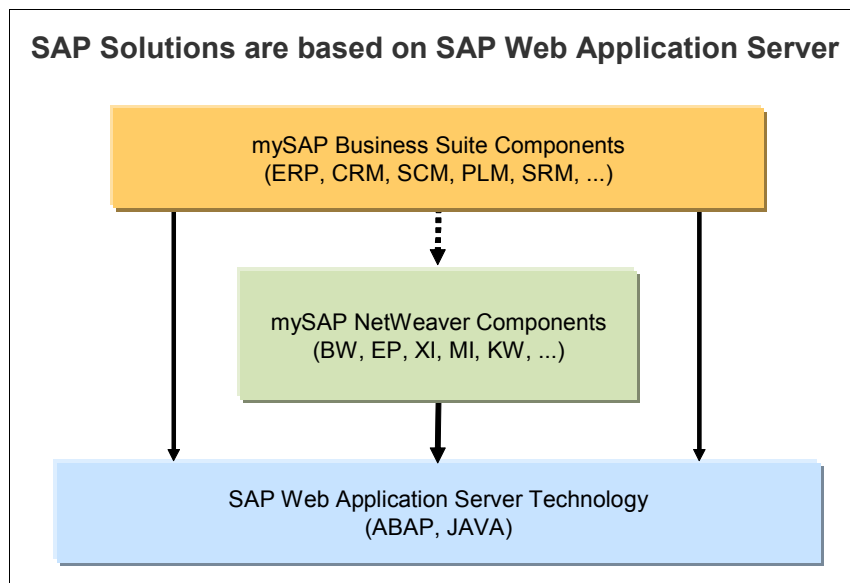 SAP Solutions are based on SAP Web Application Server
mySAP Business Suite Components
(ERP, CRM, SCM, PLM, SRM, ...)
mySAP NetWeaver Components
(BW, EP, XI, MI, KW, ...)
SAP Web Application Server Technology
(ABAP, JAVA)